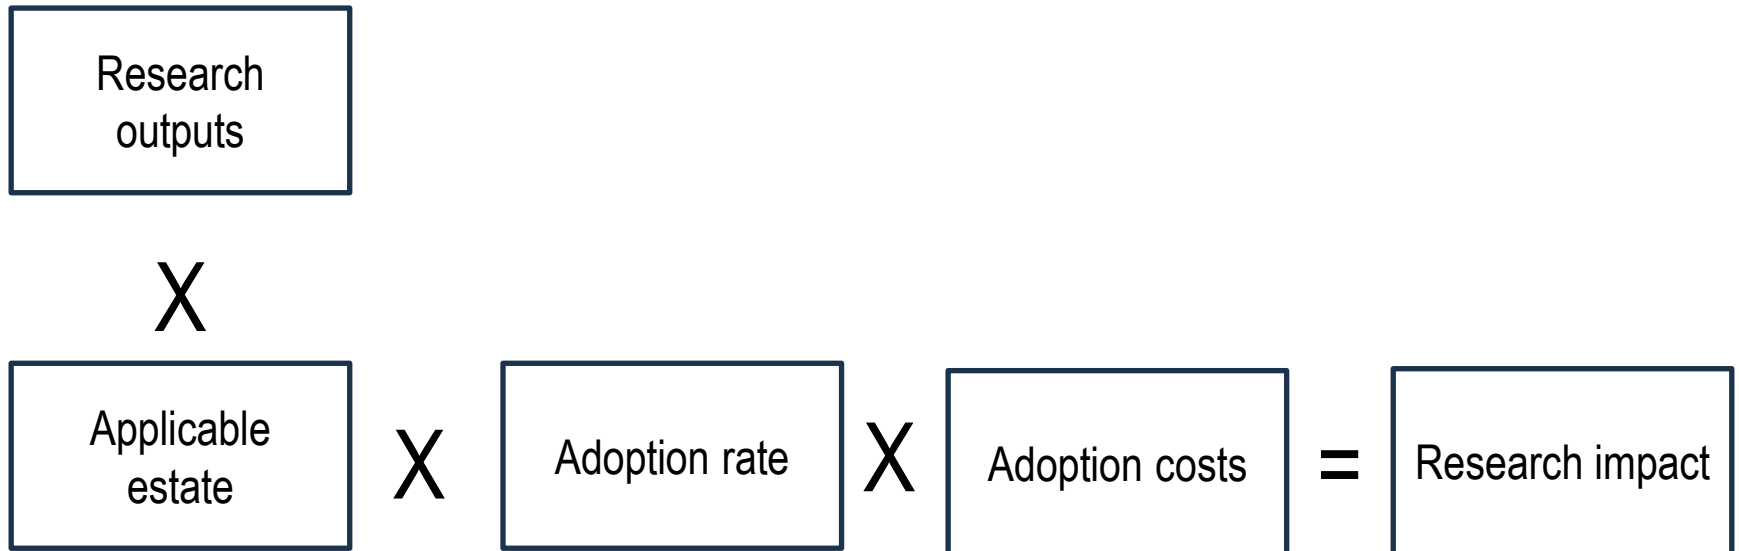 Research
outputs
X
Applicable
estate
X
Adoption rate
X
Adoption costs
=
Research impact